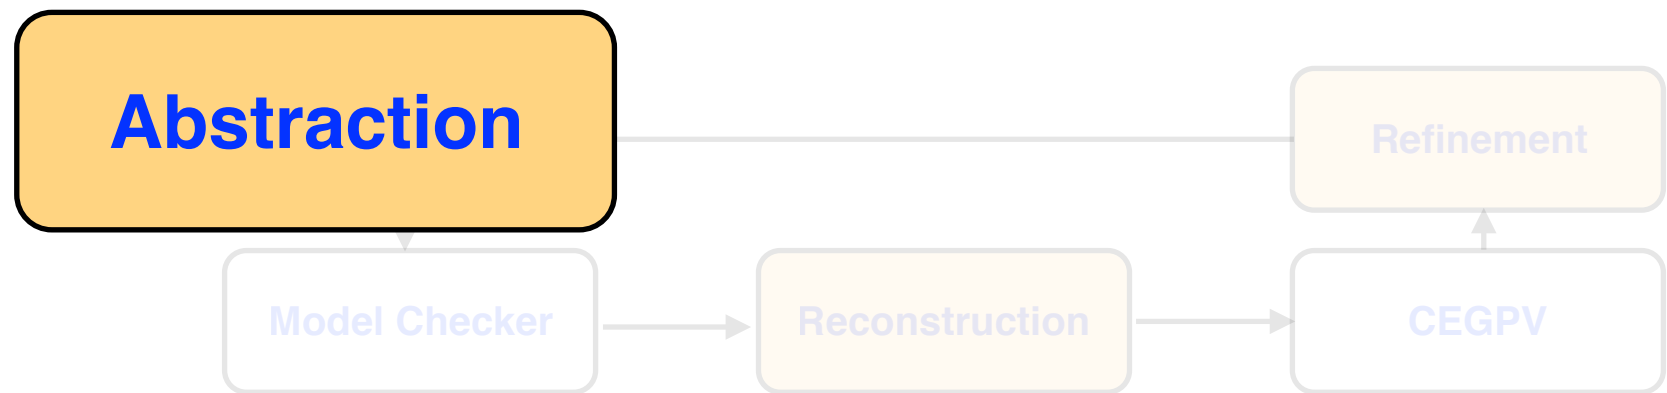 Abstraction
Refinement
Model Checker
Reconstruction
CEGPV